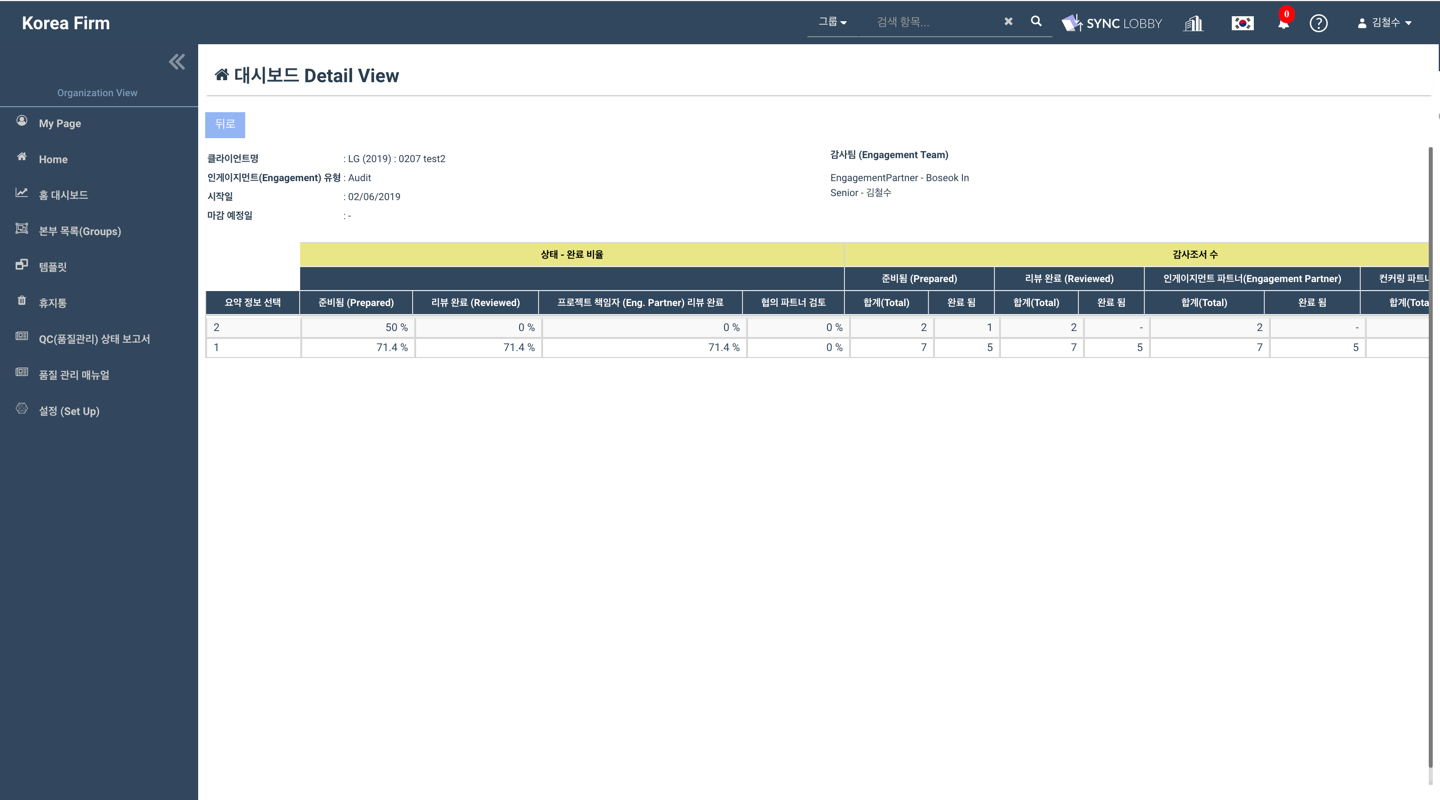 Korea Firm
그룹
검색 항목...
SYNC LOBBY
0
김철수
Organization View
My Page
Home
홈 대시보드
본부 목록(Groups)
템플릿
휴지통
QC(품질관리) 상태 보고서
품질 관리 매뉴얼
설정 (Set Up)
대시보드 Detail View
뒤로
클라이언트명 : LG (2019) : 0207 test2
인게이지먼트(Engagement) 유형 : Audit
시작일 : 02/06/2019
마감 예정일 : -
감사팀 (Engagement Team)
EngagementPartner - Boseok In
Senior - 김철수
상태 - 완료 비율 감사조서 수
준비됨 (Prepared) 리뷰 완료 (Reviewed) 인게이지먼트 파트너(Engagement Partner) 컨커링 파트너
요약 정보 선택 준비됨 (Prepared) 리뷰 완료 (Reviewed) 프로젝트 책임자 (Eng. Partner) 리뷰 완료 협의 파트너 검토 합계(Total) 완료 됨 합계(Total) 완료 됨 합계(Total) 완료 됨 합계(Tota
2 50 % 0 % 0 % 0 % 2 1 2 - 2 -
1 71.4 % 71.4 % 71.4 % 0 % 7 5 7 5 7 5